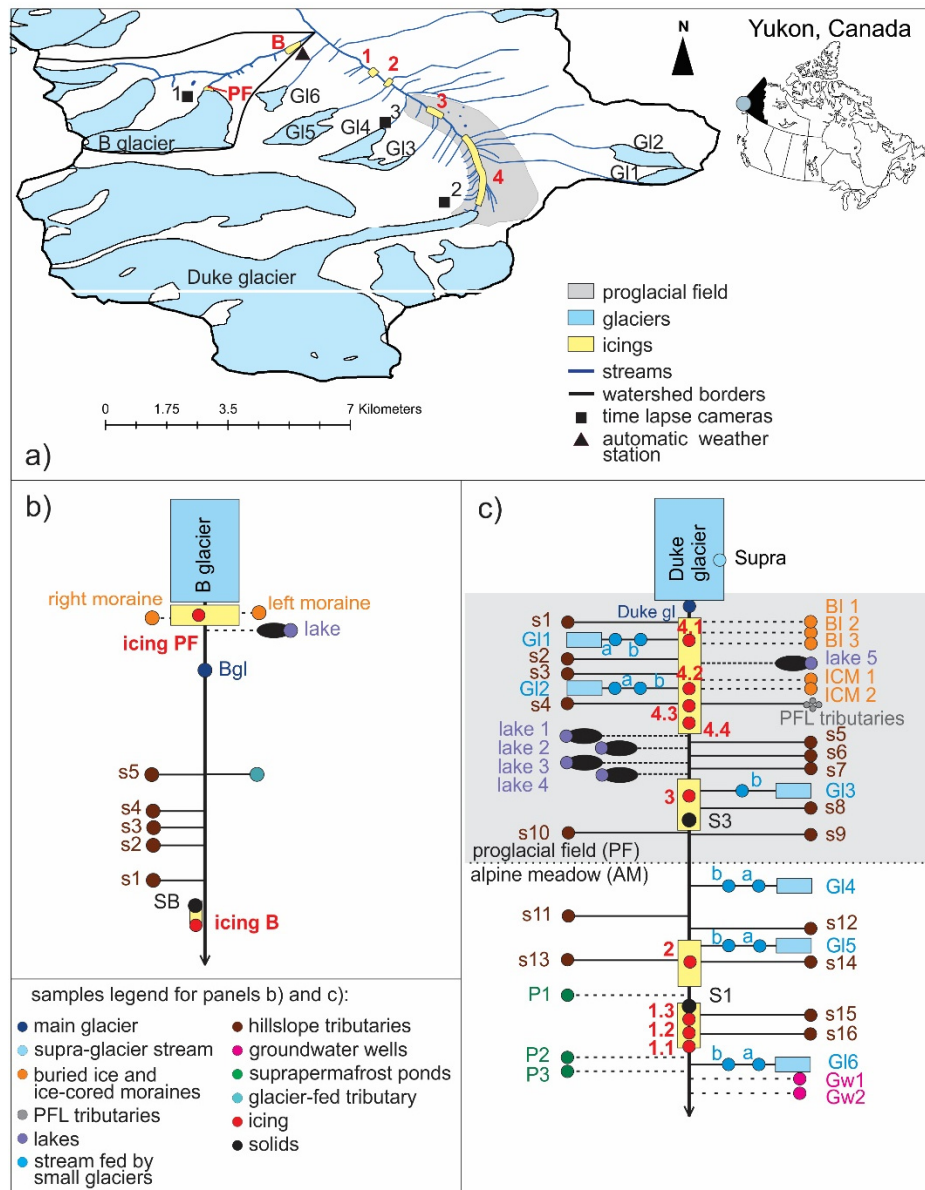 a)
Yukon, Canada
N
B
1
2
PF
1
Gl6
3
3
B glacier
Gl5
Gl4
Gl3
Gl2
Gl1
4
2
Duke glacier
proglacial field
glaciers
icings
streams
watershed borders
time lapse cameras
automatic weather
station
0 1.75 3.5 7 Kilometers
b)
B glacier
right moraine
left moraine
icing PF
lake
Bgl
s5
s4
s3
s2
s1
SB
icing B
samples legend for panels b) and c):
main glacier
supra-glacier stream
buried ice and
ice-cored moraines
PFL tributaries
lakes
stream fed by
small glaciers
hillslope tributaries
groundwater wells
suprapermafrost ponds
glacier-fed tributary
icing
solids
c)
Duke
glacier
Supra
Duke gl
s1
4.1
BI 1
BI 2
BI 3
Gl1
a b
s2
lake 5
s3
4.2
ICM 1
Gl2
a b
ICM 2
s4
4.3
PFL tributaries
4.4
lake 1
s5
lake 2
s6
lake 3
s7
lake 4
b
Gl3
3
s8
S3
s10
s9
proglacial field (PF)
alpine meadow (AM)
b a
Gl4
s11
s12
b a
Gl5
s13
2
s14
P1
S1
1.3
s15
1.2
s16
1.1
P2
b a
Gl6
P3
Gw1
Gw2